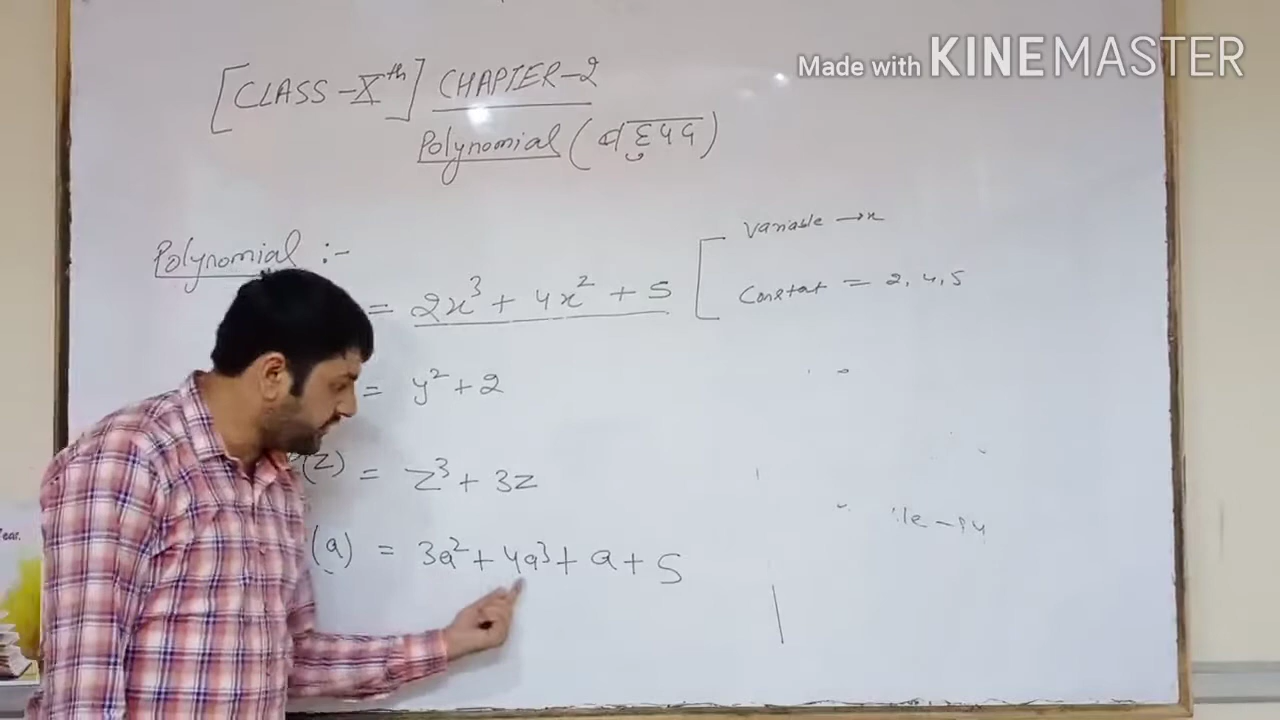 Made with KINEMASTER
[CLASS-Xth] CHAPTER-2
Polynomial (बहुपद)
Polynomial :-
= 2x³ + 4x² + 5
Variable → x
Constat = 2, 4, 5
= y² + 2
(z) = z³ + 3z
(a) = 3a² + 4a³ + a + 5